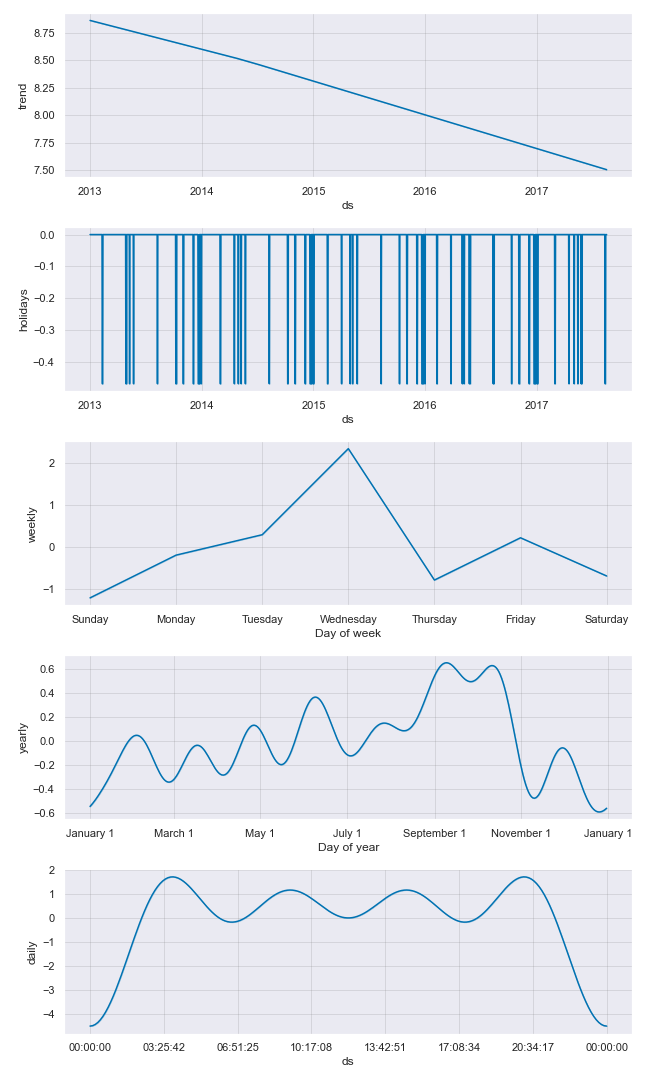 trend
8.75
8.50
8.25
8.00
7.75
7.50
2013 2014 2015 2016 2017
ds
holidays
0.0
−0.1
−0.2
−0.3
−0.4
2013 2014 2015 2016 2017
ds
weekly
2
1
0
−1
Sunday Monday Tuesday Wednesday Thursday Friday Saturday
Day of week
yearly
0.6
0.4
0.2
0.0
−0.2
−0.4
−0.6
January 1 March 1 May 1 July 1 September 1 November 1 January 1
Day of year
daily
2
1
0
−1
−2
−3
−4
00:00:00 03:25:42 06:51:25 10:17:08 13:42:51 17:08:34 20:34:17 00:00:00
ds